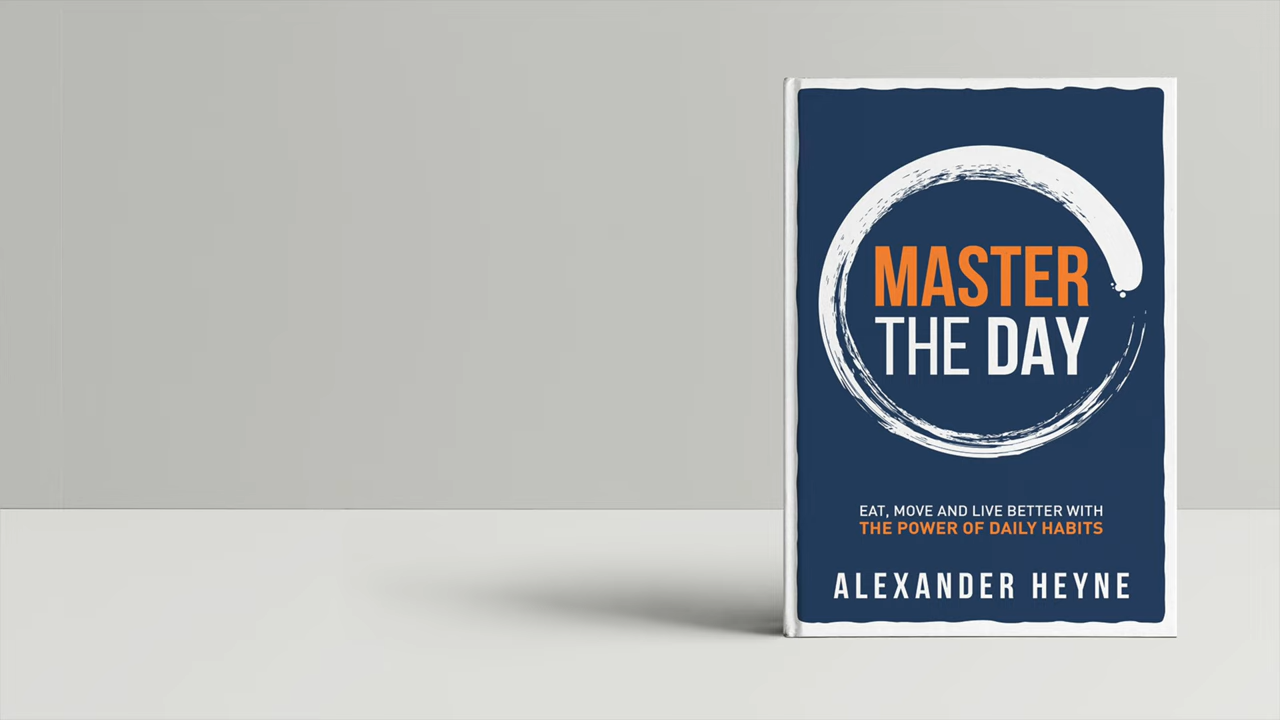 MASTER
THE DAY
EAT, MOVE AND LIVE BETTER WITH
THE POWER OF DAILY HABITS
ALEXANDER HEYNE